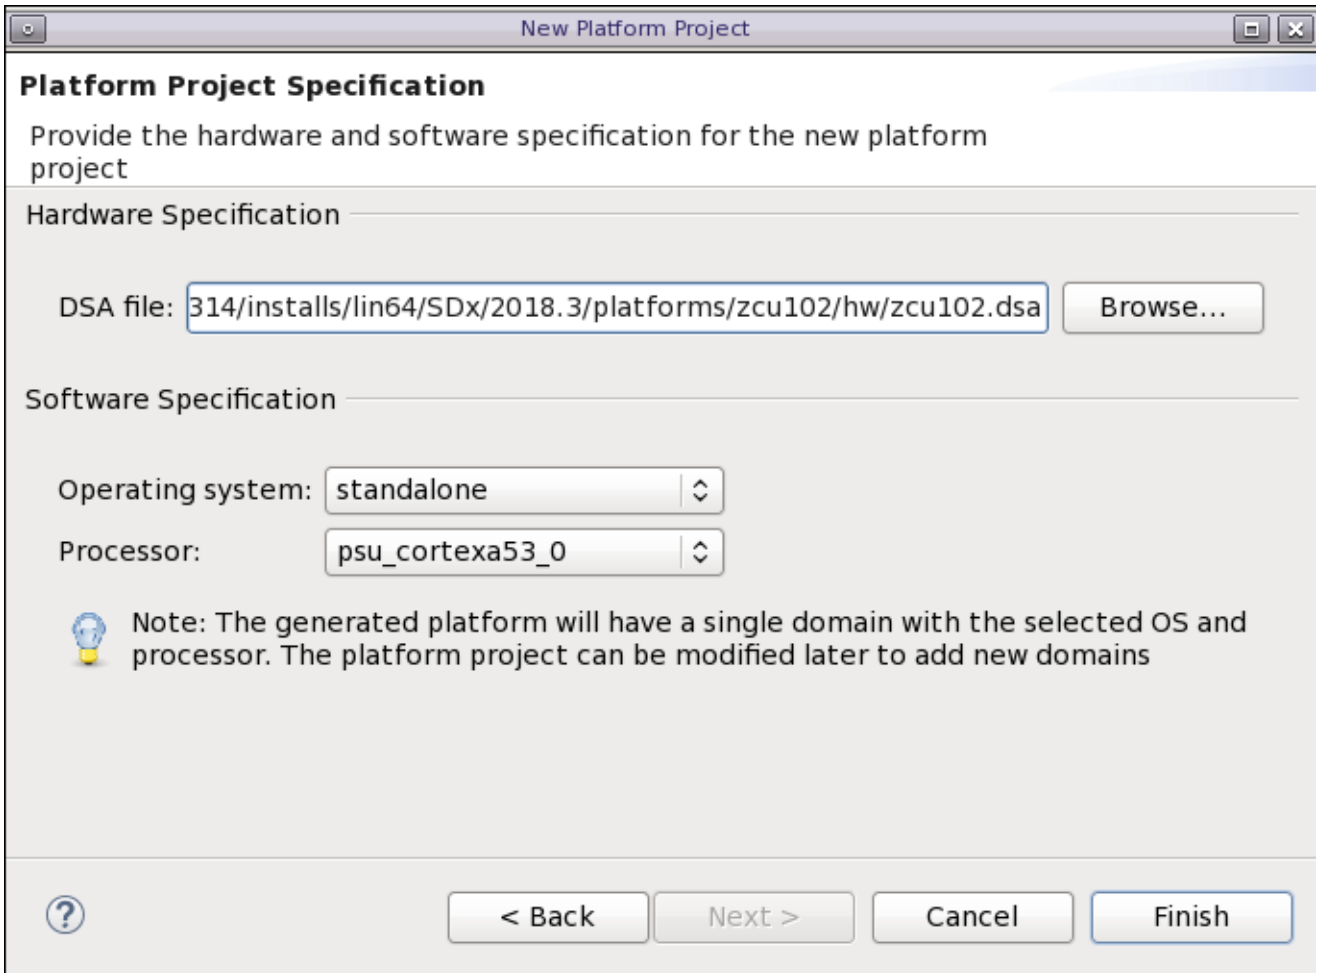 New Platform Project
Platform Project Specification
Provide the hardware and software specification for the new platform
project
Hardware Specification
DSA file: 314/installs/lin64/SDx/2018.3/platforms/zcu102/hw/zcu102.dsa Browse...
Software Specification
Operating system: standalone
Processor: psu_cortexa53_0
Note: The generated platform will have a single domain with the selected OS and
processor. The platform project can be modified later to add new domains
? < Back Next > Cancel Finish